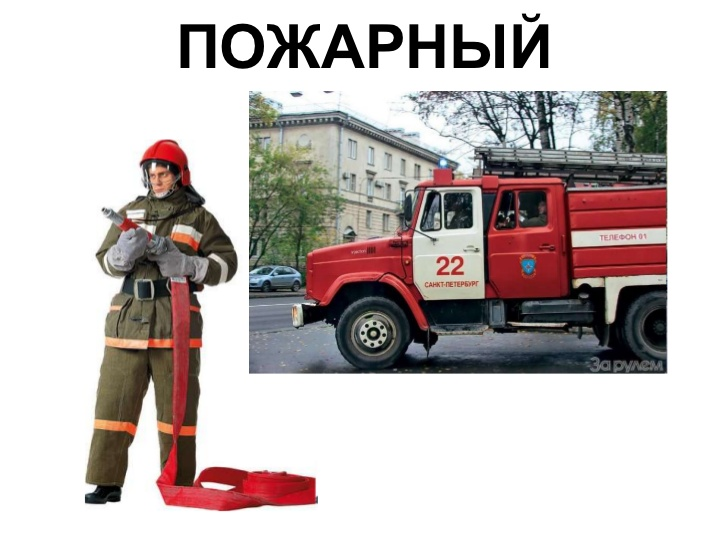 ПОЖАРНЫЙ
ТЕЛЕФОН 01
22
САНКТ-ПЕТЕРБУРГ
За рулем